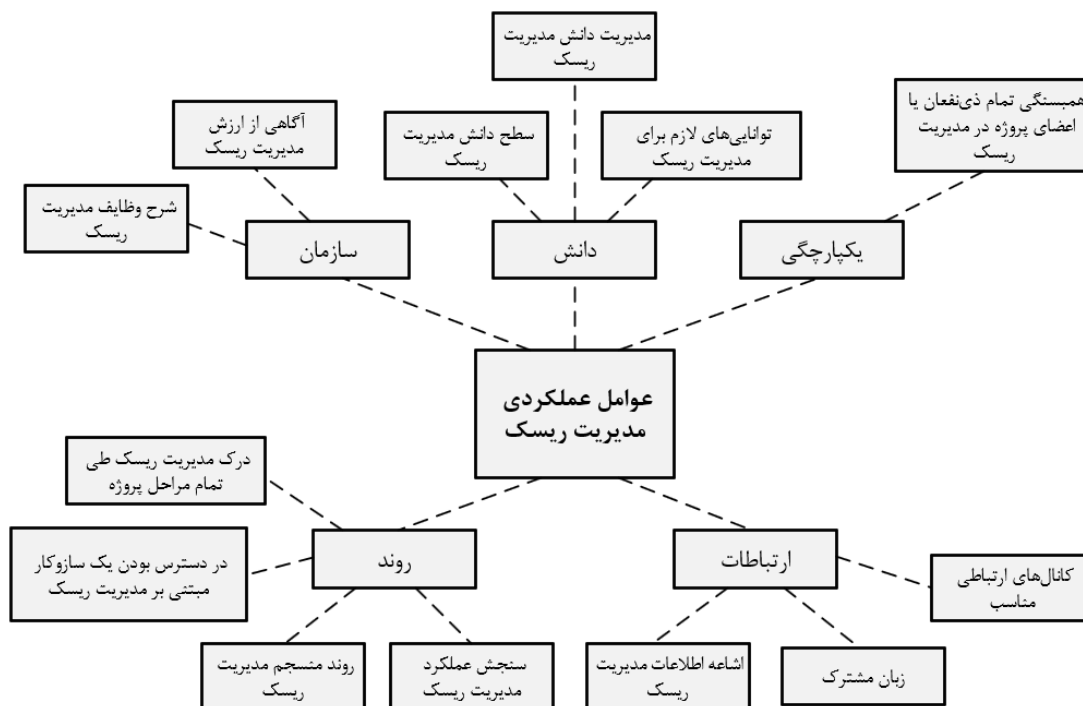 مدیریت دانش مدیریت
ریسک
همبستگی تمام ذی‌نفعان یا
اعضای پروژه در مدیریت
ریسک
توانایی‌های لازم برای
مدیریت ریسک
سطح دانش مدیریت
ریسک
آگاهی از ارزش
مدیریت ریسک
شرح وظایف مدیریت
ریسک
یکپارچگی
دانش
سازمان
عوامل عملکردی
مدیریت ریسک
درک مدیریت ریسک طی
تمام مراحل پروژه
ارتباطات
روند
کانال‌های ارتباطی
مناسب
در دسترس بودن یک سازوکار
مبتنی بر مدیریت ریسک
زبان مشترک
اشاعه اطلاعات مدیریت
ریسک
سنجش عملکرد
مدیریت ریسک
روند منسجم مدیریت
ریسک